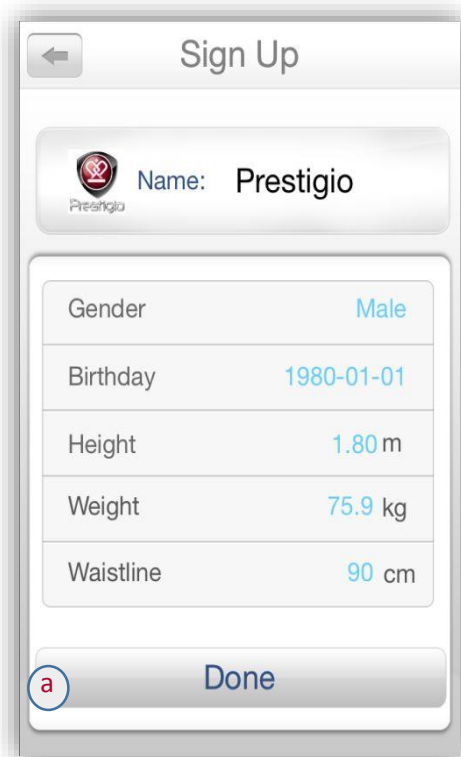 Sign Up
Name: Prestigio
Prestigio
Gender Male
Birthday 1980-01-01
Height 1.80 m
Weight 75.9 kg
Waistline 90 cm
a Done